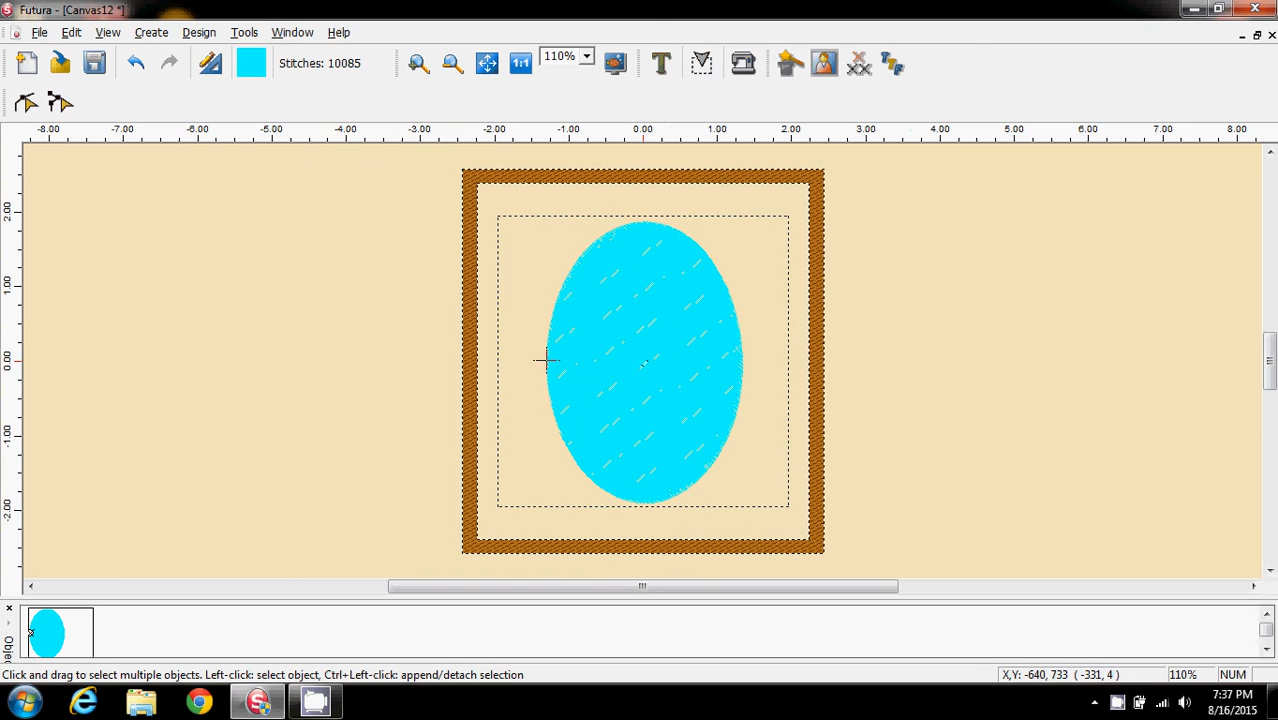 Futura - [Canvas12 *]
File Edit View Create Design Tools Window Help
Stitches: 10085 110%
1:1 T
-8.00 -7.00 -6.00 -5.00 -4.00 -3.00 -2.00 -1.00 0.00 1.00 2.00 3.00 4.00 5.00 6.00 7.00 8.00
2.00
1.00
0.00
-1.00
-2.00
Objec
Click and drag to select multiple objects. Left-click: select object, Ctrl+Left-click: append/detach selection X,Y: -640, 733 ( -331, 4 ) 110% NUM
7:37 PM
8/16/2015